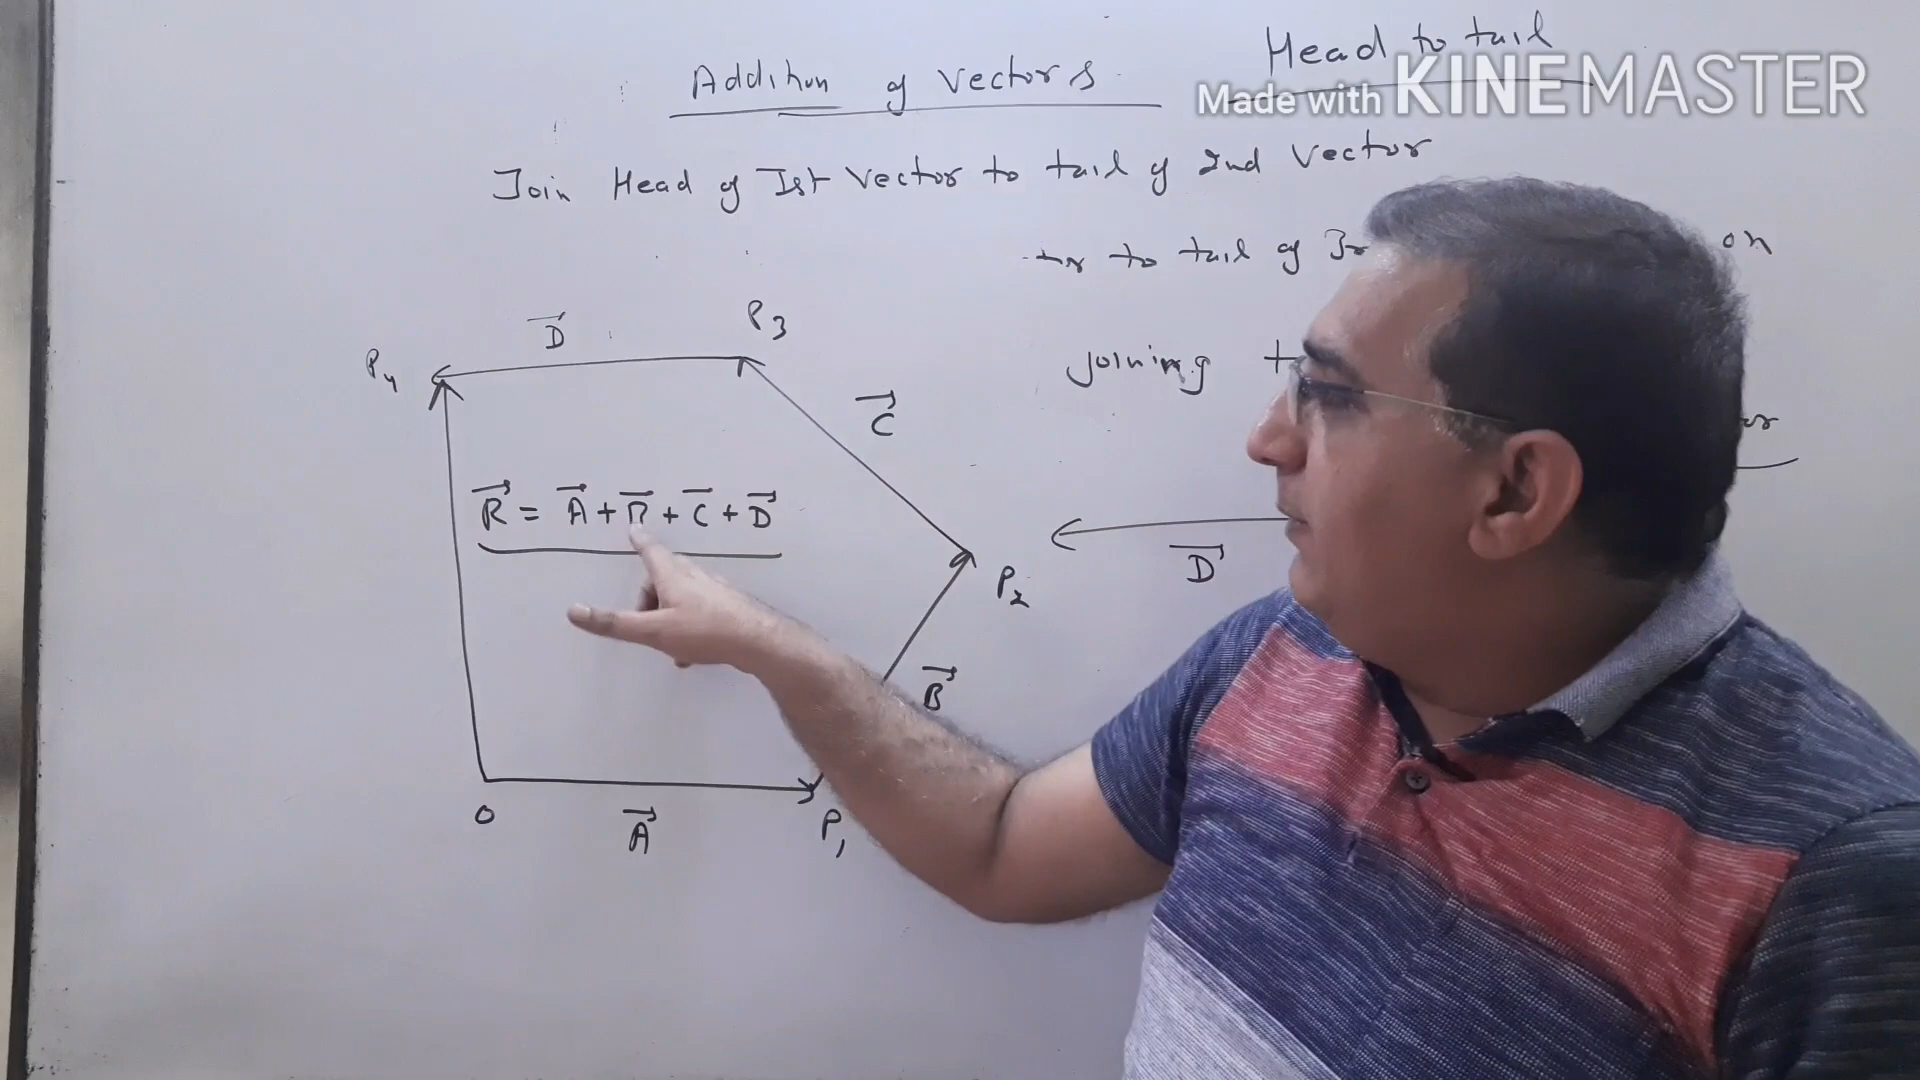 Head to tail
Addition of Vectors
Made with KINEMASTER
Join Head of Ist Vector to tail of 2nd Vector
to tail of on
joining
D
P3
P4
C
R = A + B + C + D
D
P2
B
O
A
P1